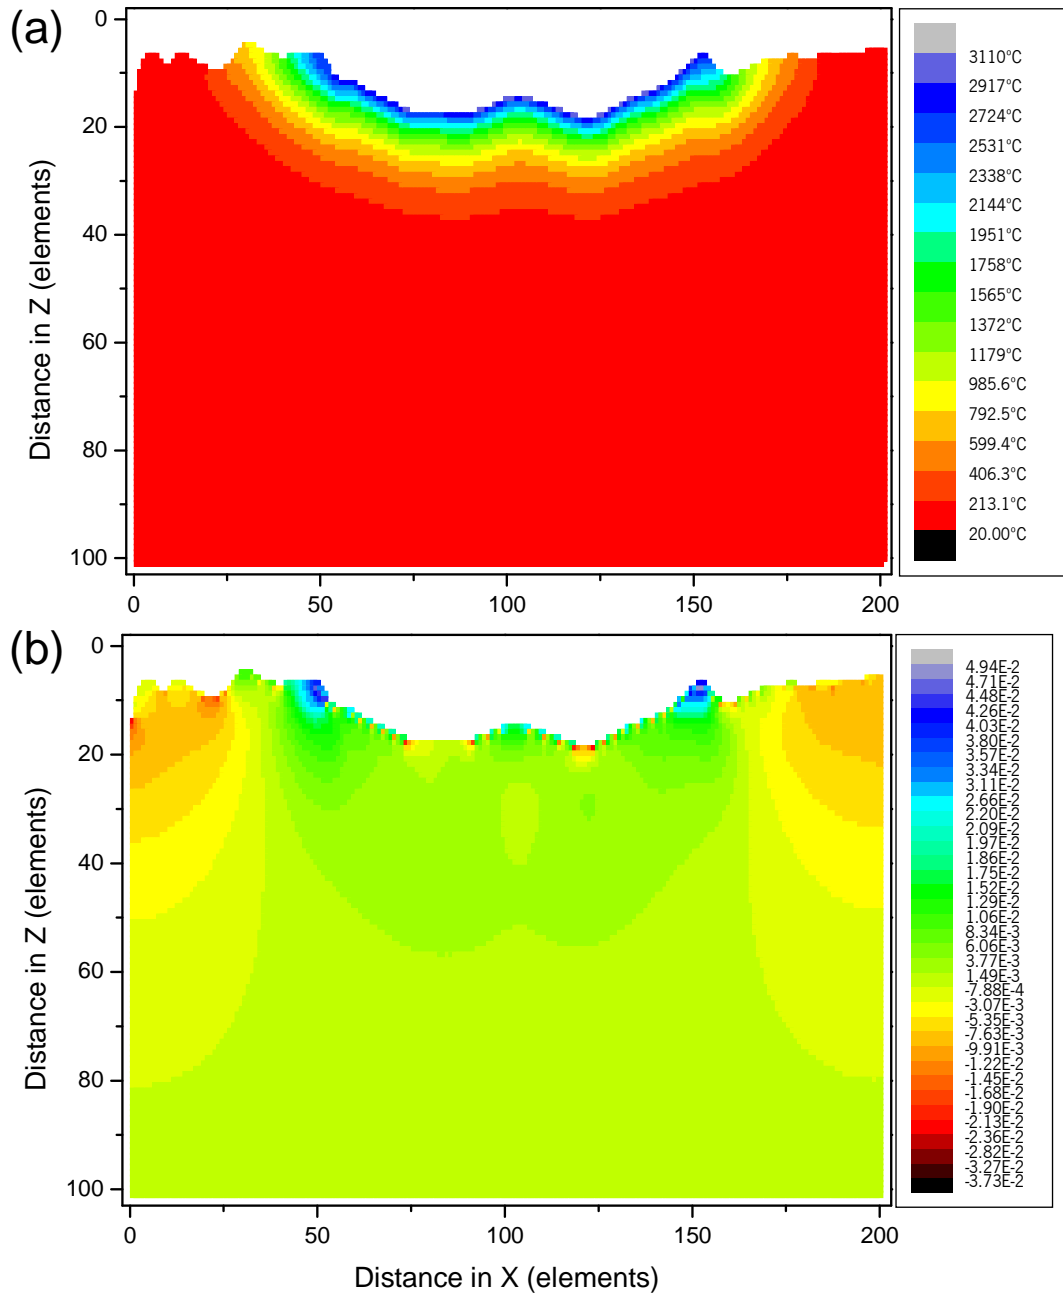 (a)
0
20
40
60
80
100
Distance in Z (elements)
0 50 100 150 200
3110°C
2917°C
2724°C
2531°C
2338°C
2144°C
1951°C
1758°C
1565°C
1372°C
1179°C
985.6°C
792.5°C
599.4°C
406.3°C
213.1°C
20.00°C
(b)
0
20
40
60
80
100
Distance in Z (elements)
0 50 100 150 200
Distance in X (elements)
4.94E-2
4.71E-2
4.48E-2
4.26E-2
4.03E-2
3.80E-2
3.57E-2
3.34E-2
3.11E-2
2.66E-2
2.20E-2
2.09E-2
1.97E-2
1.86E-2
1.75E-2
1.52E-2
1.29E-2
1.06E-2
8.34E-3
6.06E-3
3.77E-3
1.49E-3
-7.88E-4
-3.07E-3
-5.35E-3
-7.63E-3
-9.91E-3
-1.22E-2
-1.45E-2
-1.68E-2
-1.90E-2
-2.13E-2
-2.36E-2
-2.82E-2
-3.27E-2
-3.73E-2